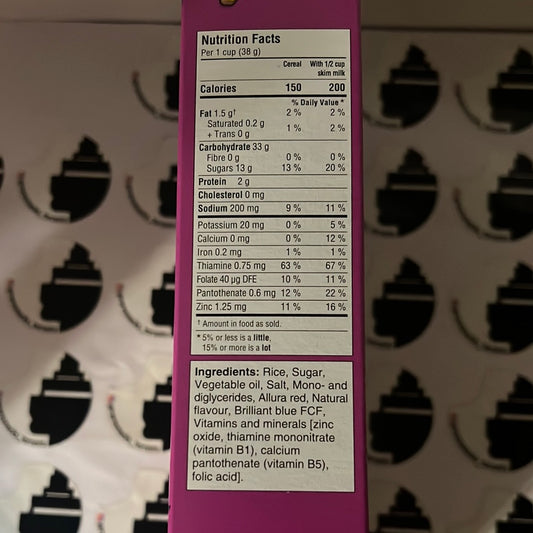 Nutrition Facts
Per 1 cup (38 g)
Cereal With 1/2 cup
skim milk
Calories 150 200
% Daily Value *
Fat 1.5 g† 2 % 2 %
Saturated 0.2 g
+ Trans 0 g 1 % 2 %
Carbohydrate 33 g
Fibre 0 g 0 % 0 %
Sugars 13 g 13 % 20 %
Protein 2 g
Cholesterol 0 mg
Sodium 200 mg 9 % 11 %
Potassium 20 mg 0 % 5 %
Calcium 0 mg 0 % 12 %
Iron 0.2 mg 1 % 1 %
Thiamine 0.75 mg 63 % 67 %
Folate 40 µg DFE 10 % 11 %
Pantothenate 0.6 mg 12 % 22 %
Zinc 1.25 mg 11 % 16 %
† Amount in food as sold.
* 5% or less is a little,
15% or more is a lot
Ingredients: Rice, Sugar,
Vegetable oil, Salt, Mono- and
diglycerides, Allura red, Natural
flavour, Brilliant blue FCF,
Vitamins and minerals [zinc
oxide, thiamine mononitrate
(vitamin B1), calcium
pantothenate (vitamin B5),
folic acid].